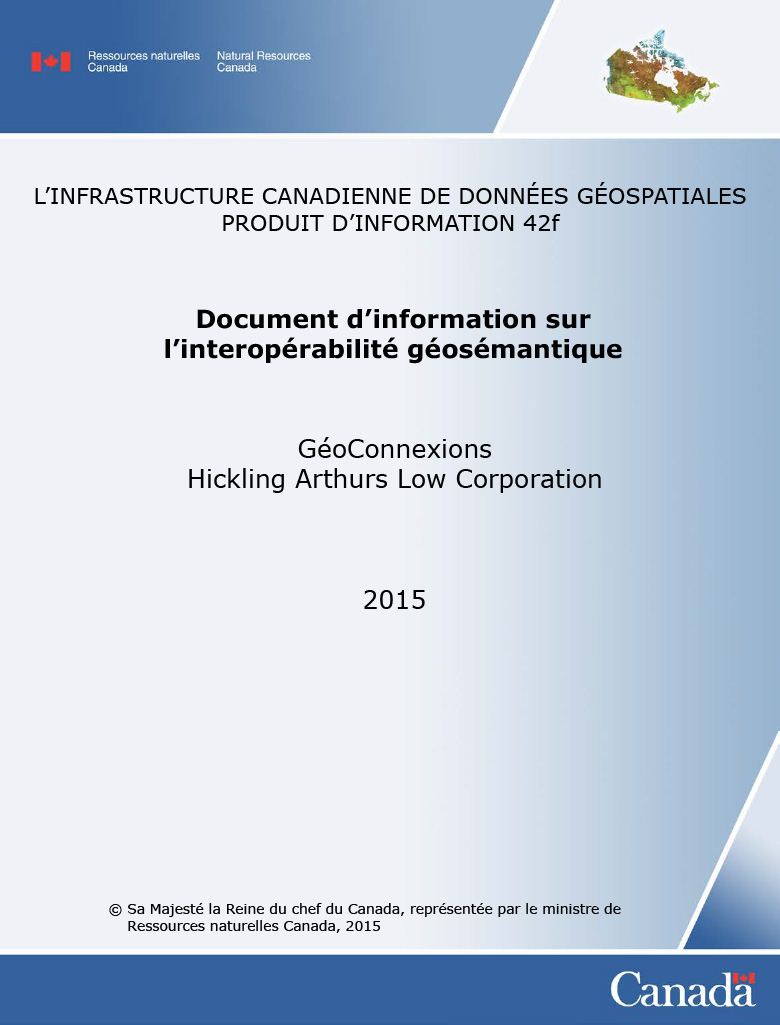 Ressources naturelles Canada
Natural Resources Canada
L’INFRASTRUCTURE CANADIENNE DE DONNÉES GÉOSPATIALES
PRODUIT D’INFORMATION 42f
Document d’information sur
l’interopérabilité géosémantique
GéoConnexions
Hickling Arthurs Low Corporation
2015
© Sa Majesté la Reine du chef du Canada, représentée par le ministre de
Ressources naturelles Canada, 2015
Canada